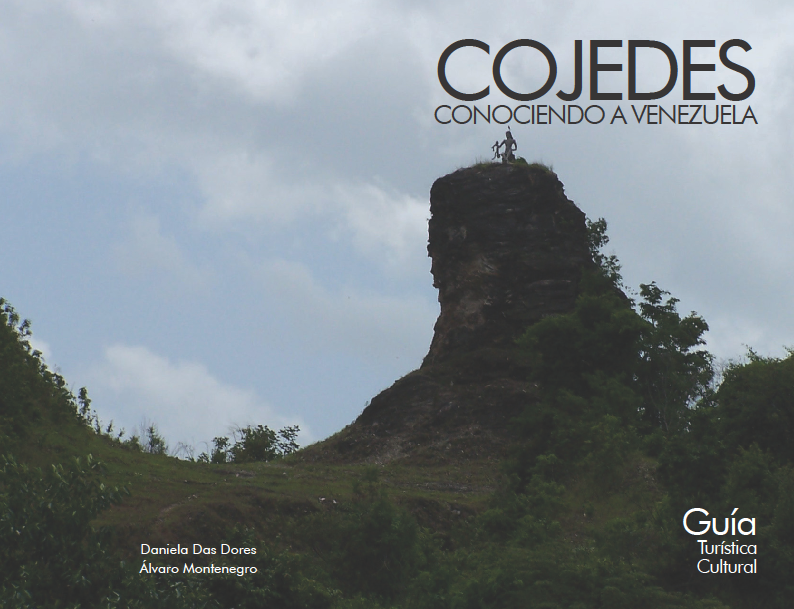 COJEDES
CONOCIENDO A VENEZUELA
Daniela Das Dores
Álvaro Montenegro
Guía
Turística
Cultural